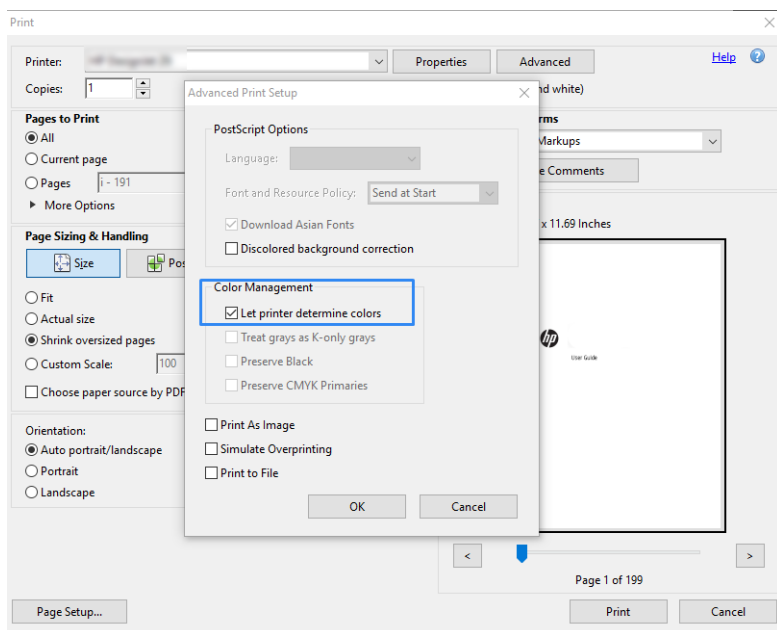 Print
Printer:
Properties
Advanced
Help
?
Copies: 1
nd white)
Advanced Print Setup
Pages to Print
All
Current page
Pages i - 191
More Options
rms
Markups
e Comments
PostScript Options
Language:
Font and Resource Policy: Send at Start
Download Asian Fonts
Discolored background correction
Page Sizing & Handling
Size
Pos
Fit
Actual size
Shrink oversized pages
Custom Scale: 100
Choose paper source by PDF
x 11.69 Inches
Color Management
Let printer determine colors
Treat grays as K-only grays
Preserve Black
Preserve CMYK Primaries
hp
User Guide
Orientation:
Auto portrait/landscape
Portrait
Landscape
Print As Image
Simulate Overprinting
Print to File
OK
Cancel
<
>
Page 1 of 199
Page Setup...
Print
Cancel